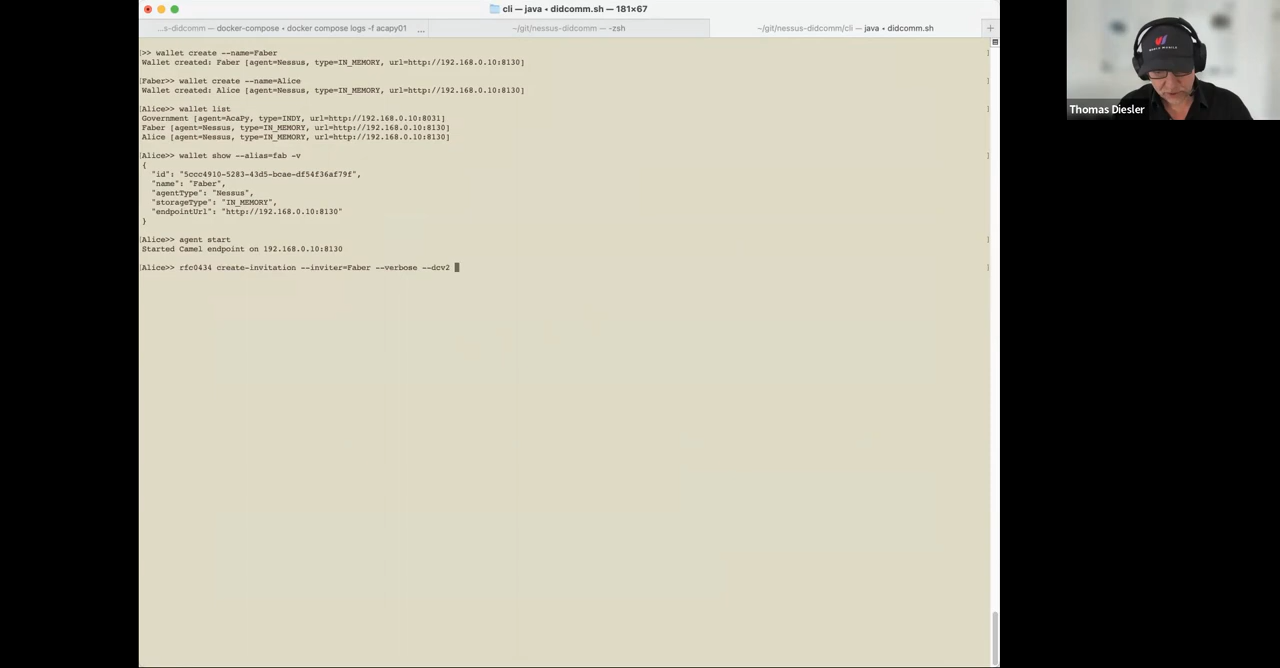 cli — java • didcomm.sh — 181×67
...s-didcomm — docker-compose • docker compose logs -f acapy01 ...
~/git/nessus-didcomm — -zsh
~/git/nessus-didcomm/cli — java • didcomm.sh
[>> wallet create --name=Faber ]
Wallet created: Faber [agent=Nessus, type=IN_MEMORY, url=http://192.168.0.10:8130]
[Faber>> wallet create --name=Alice ]
Wallet created: Alice [agent=Nessus, type=IN_MEMORY, url=http://192.168.0.10:8130]
[Alice>> wallet list ]
Government [agent=AcaPy, type=INDY, url=http://192.168.0.10:8031]
Faber [agent=Nessus, type=IN_MEMORY, url=http://192.168.0.10:8130]
Alice [agent=Nessus, type=IN_MEMORY, url=http://192.168.0.10:8130]
[Alice>> wallet show --alias=fab -v ]
{
"id": "5ccc4910-5283-43d5-bcae-df54f36af79f",
"name": "Faber",
"agentType": "Nessus",
"storageType": "IN_MEMORY",
"endpointUrl": "http://192.168.0.10:8130"
}
[Alice>> agent start ]
Started Camel endpoint on 192.168.0.10:8130
[Alice>> rfc0434 create-invitation --inviter=Faber --verbose --dcv2 ]
Thomas Diesler